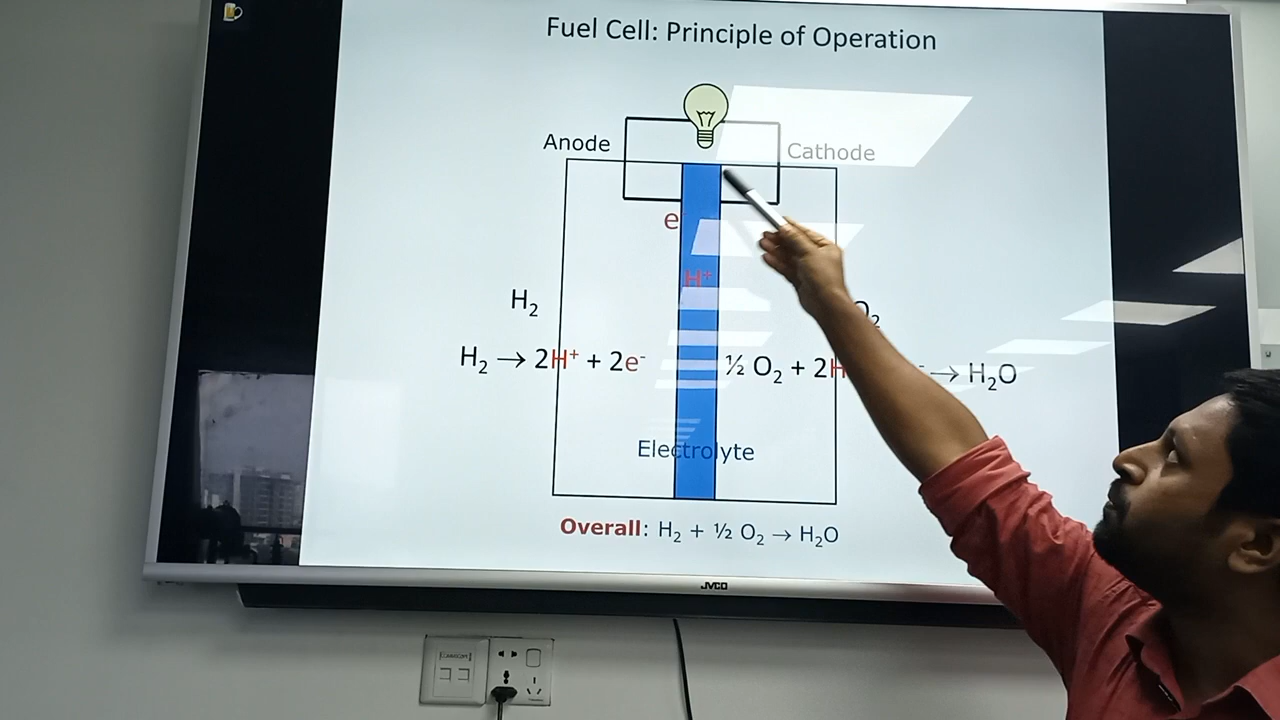 Fuel Cell: Principle of Operation
Anode
Cathode
e
H⁺
H₂
O₂
H₂ → 2H⁺ + 2e⁻
½ O₂ + 2H
⁻ → H₂O
Electrolyte
Overall: H₂ + ½ O₂ → H₂O
JVCO